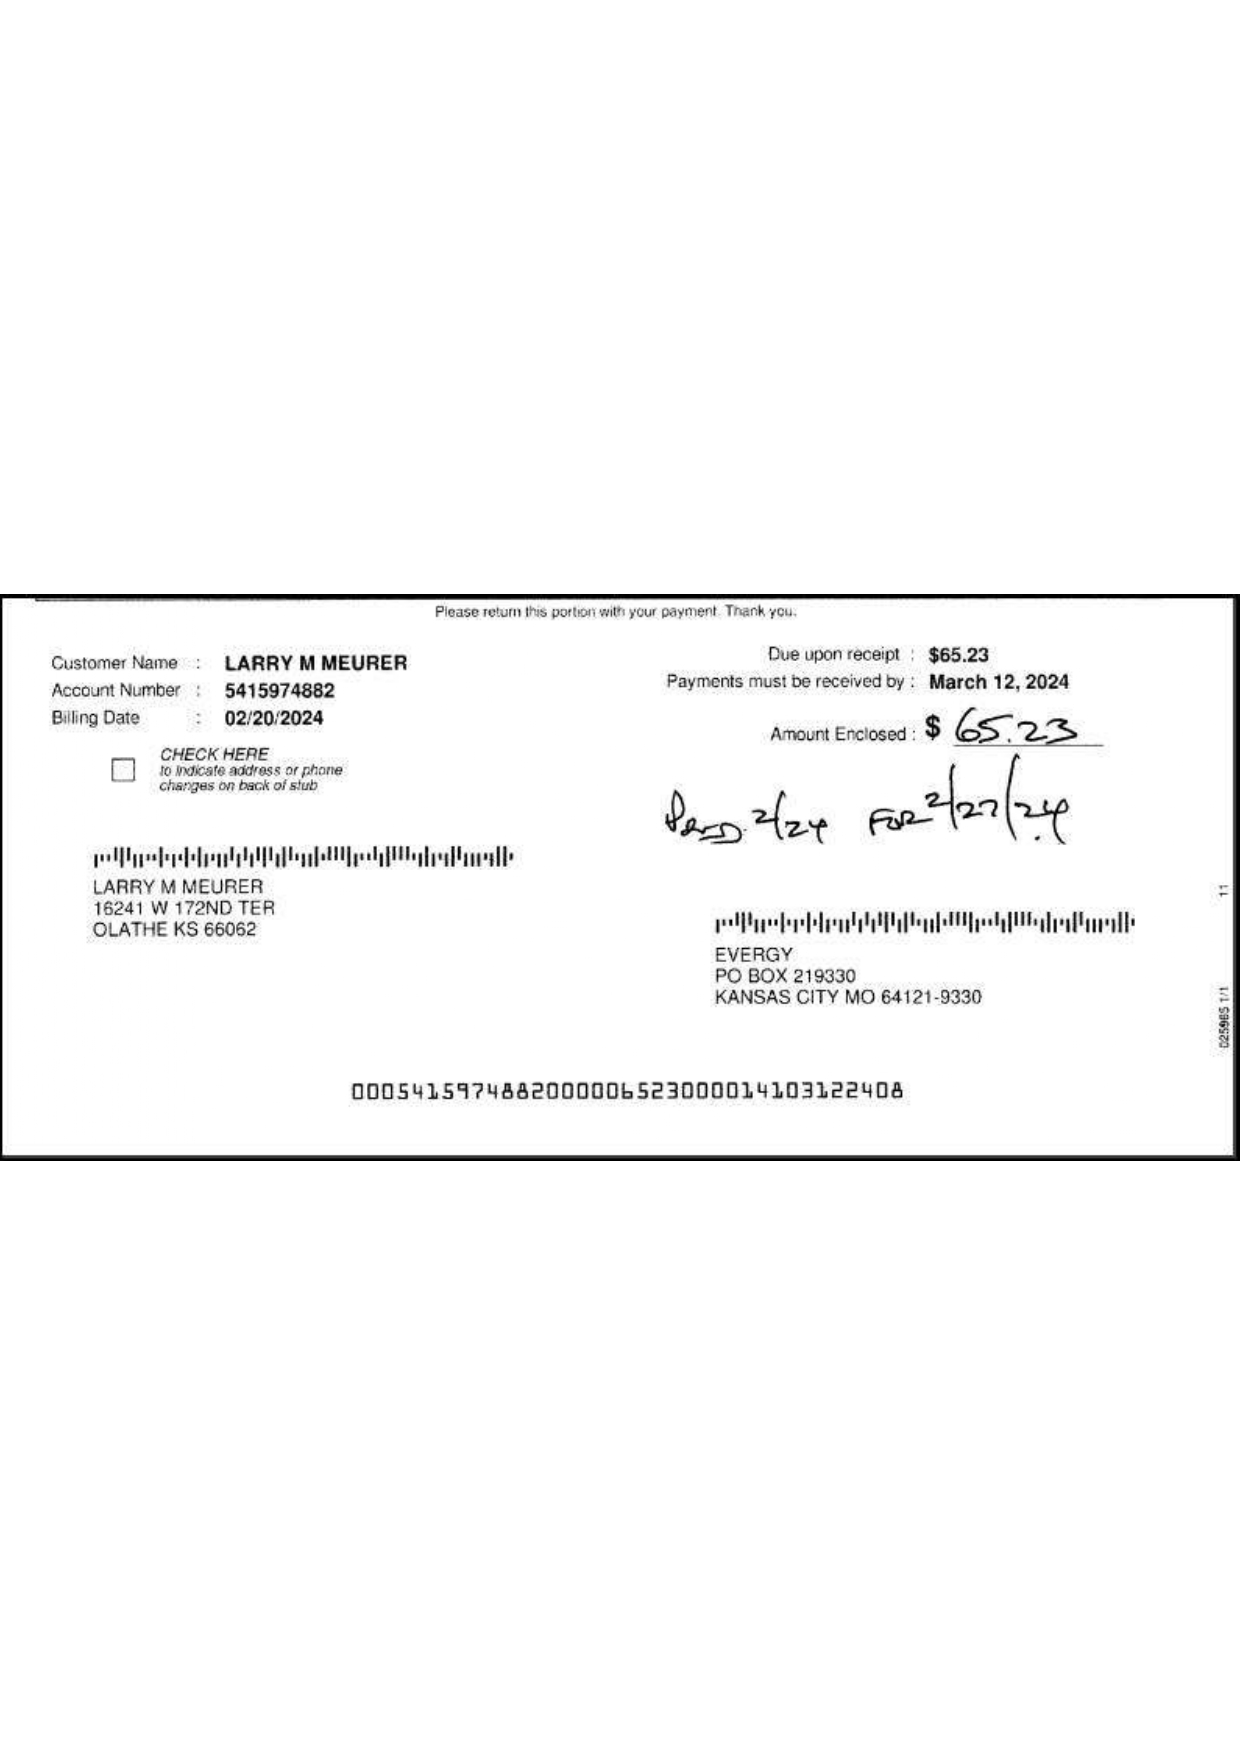 Please return this portion with your payment. Thank you.
Customer Name : LARRY M MEURER
Account Number : 5415974882
Billing Date : 02/20/2024
CHECK HERE
to indicate address or phone
changes on back of stub
Due upon receipt : $65.23
Payments must be received by : March 12, 2024
Amount Enclosed : $ 65.23
2/24 FOR 2/27/24
LARRY M MEURER
16241 W 172ND TER
OLATHE KS 66062
EVERGY
PO BOX 219330
KANSAS CITY MO 64121-9330
11
025965 1/1
0005415974882000006523000014103122408